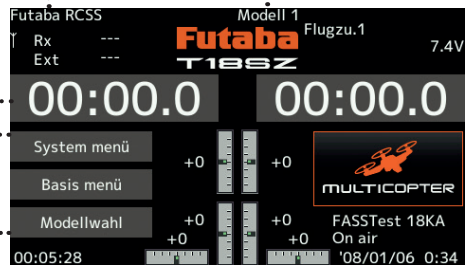 Futaba RCSS
Modell 1
Rx ---
Ext ---
Futaba
T18SZ
Flugzu.1
7.4V
00:00.0
00:00.0
System menü
Basis menü
Modellwahl
+0
+0
+0
+0
+0
+0
MULTICOPTER
FASSTest 18KA
On air
00:05:28
'08/01/06 0:34